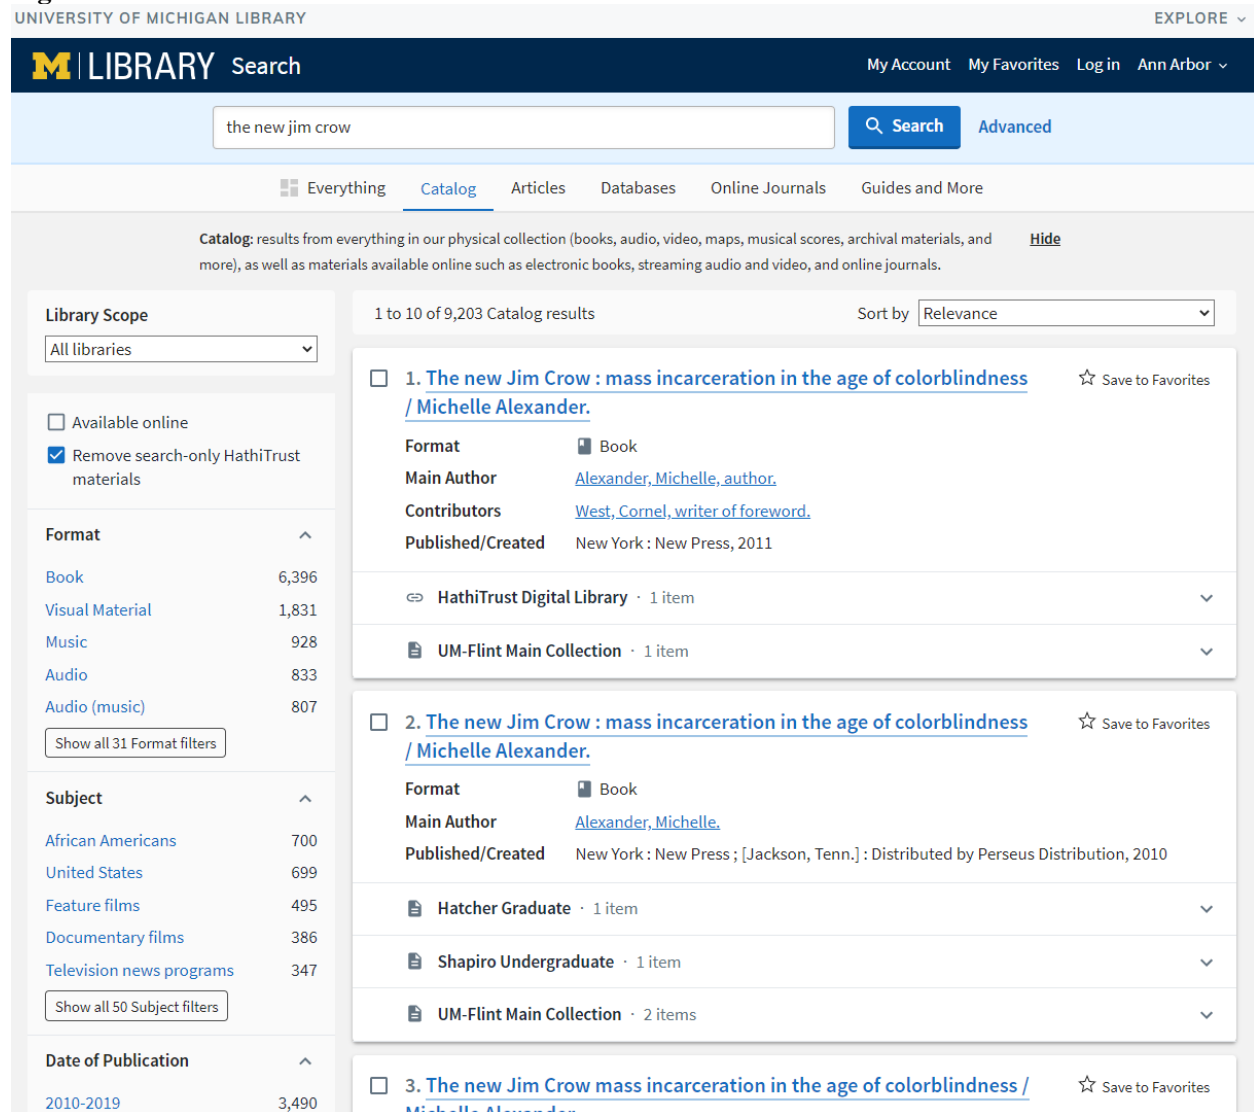 UNIVERSITY OF MICHIGAN LIBRARY EXPLORE
M LIBRARY Search My Account My Favorites Log in Ann Arbor
the new jim crow Search Advanced
Everything Catalog Articles Databases Online Journals Guides and More
Catalog: results from everything in our physical collection (books, audio, video, maps, musical scores, archival materials, and Hide
more), as well as materials available online such as electronic books, streaming audio and video, and online journals.
Library Scope
All libraries
Available online
Remove search-only HathiTrust
materials
Format
Book 6,396
Visual Material 1,831
Music 928
Audio 833
Audio (music) 807
Show all 31 Format filters
Subject
African Americans 700
United States 699
Feature films 495
Documentary films 386
Television news programs 347
Show all 50 Subject filters
Date of Publication
2010-2019 3,490
1 to 10 of 9,203 Catalog results Sort by Relevance
1. The new Jim Crow : mass incarceration in the age of colorblindness Save to Favorites
/ Michelle Alexander.
Format Book
Main Author Alexander, Michelle, author.
Contributors West, Cornel, writer of foreword.
Published/Created New York : New Press, 2011
HathiTrust Digital Library · 1 item
UM-Flint Main Collection · 1 item
2. The new Jim Crow : mass incarceration in the age of colorblindness Save to Favorites
/ Michelle Alexander.
Format Book
Main Author Alexander, Michelle.
Published/Created New York : New Press ; [Jackson, Tenn.] : Distributed by Perseus Distribution, 2010
Hatcher Graduate · 1 item
Shapiro Undergraduate · 1 item
UM-Flint Main Collection · 2 items
3. The new Jim Crow mass incarceration in the age of colorblindness / Save to Favorites
Michelle Alexander